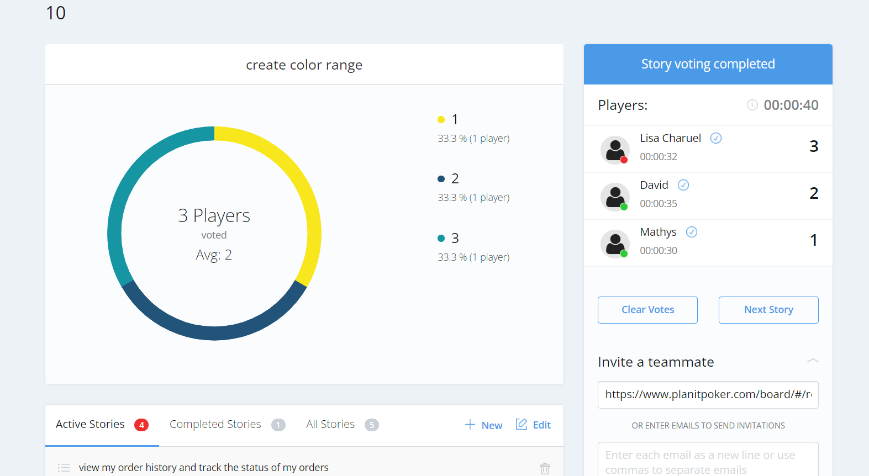 10
create color range
3 Players
voted
Avg: 2
1
33.3 % (1 player)
2
33.3 % (1 player)
3
33.3 % (1 player)
Story voting completed
Players:
00:00:40
Lisa Charuel
00:00:32
3
David
00:00:35
2
Mathys
00:00:30
1
Clear Votes
Next Story
Invite a teammate
https://www.planitpoker.com/board/#/r
OR ENTER EMAILS TO SEND INVITATIONS
Enter each email as a new line or use
commas to separate emails
Active Stories 4
Completed Stories 1
All Stories 5
New
Edit
view my order history and track the status of my orders